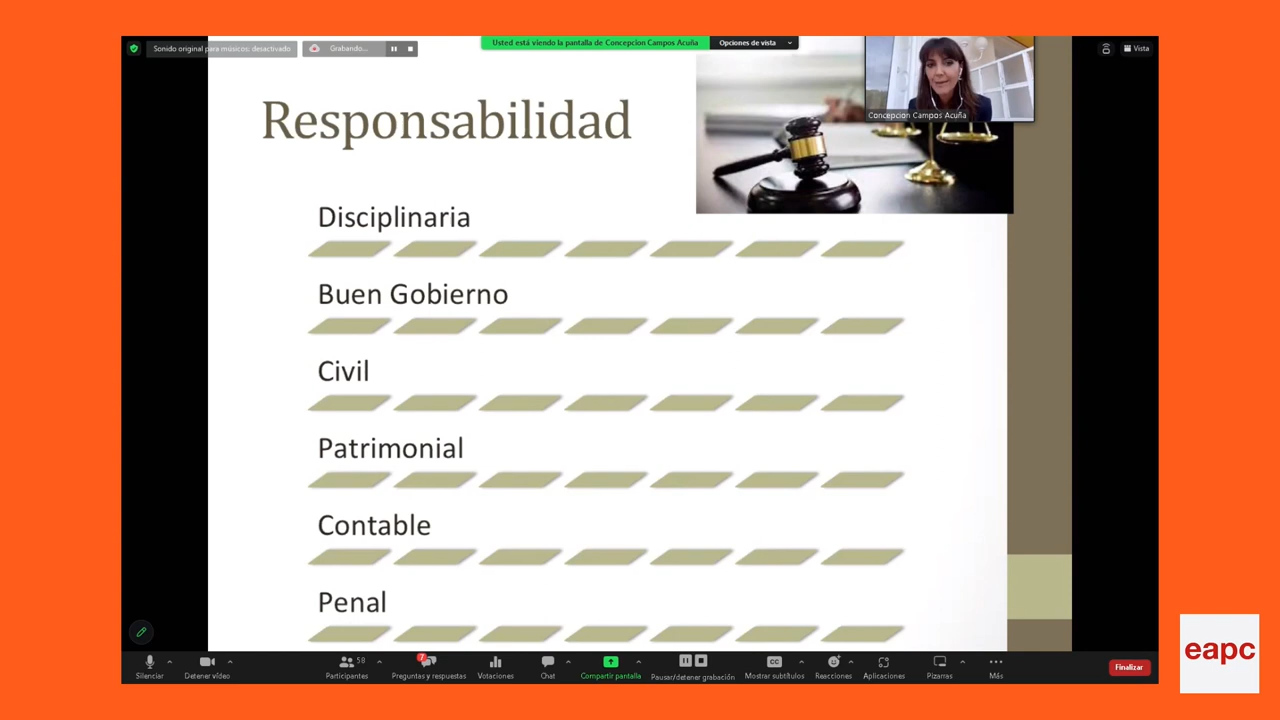 Sonido original para músicos: desactivado
Grabando...
Usted está viendo la pantalla de Concepcion Campos Acuña
Opciones de vista
Vista
Concepcion Campos Acuña
Responsabilidad
Disciplinaria
Buen Gobierno
Civil
Patrimonial
Contable
Penal
Silenciar
Detener vídeo
58
Participantes
7
Preguntas y respuestas
Votaciones
Chat
Compartir pantalla
Pausar/detener grabación
CC
Mostrar subtítulos
Reacciones
Aplicaciones
Pizarras
Más
Finalizar
eapc